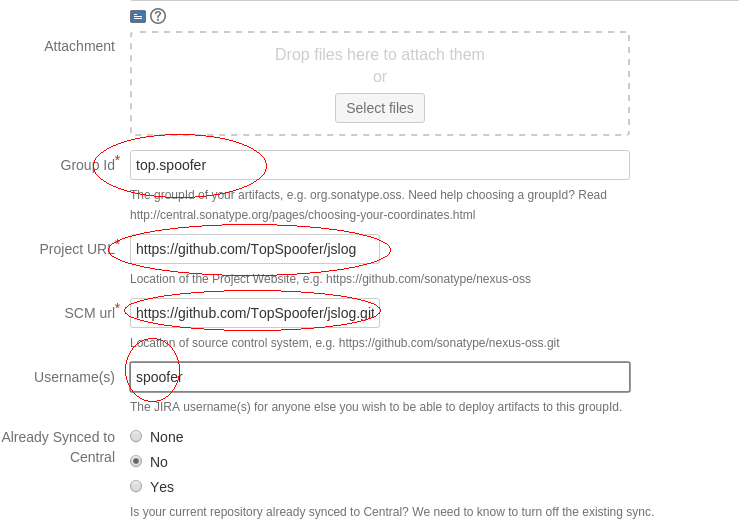 Attachment
Drop files here to attach them
or
Select files
Group Id*
top.spoofer
The groupId of your artifacts, e.g. org.sonatype.oss. Need help choosing a groupId? Read
http://central.sonatype.org/pages/choosing-your-coordinates.html
Project URL*
https://github.com/TopSpoofer/jslog
Location of the Project Website, e.g. https://github.com/sonatype/nexus-oss
SCM url*
https://github.com/TopSpoofer/jslog.git
Location of source control system, e.g. https://github.com/sonatype/nexus-oss.git
Username(s)
spoofer
The JIRA username(s) for anyone else you wish to be able to deploy artifacts to this groupId.
Already Synced to
Central
None
No
Yes
Is your current repository already synced to Central? We need to know to turn off the existing sync.